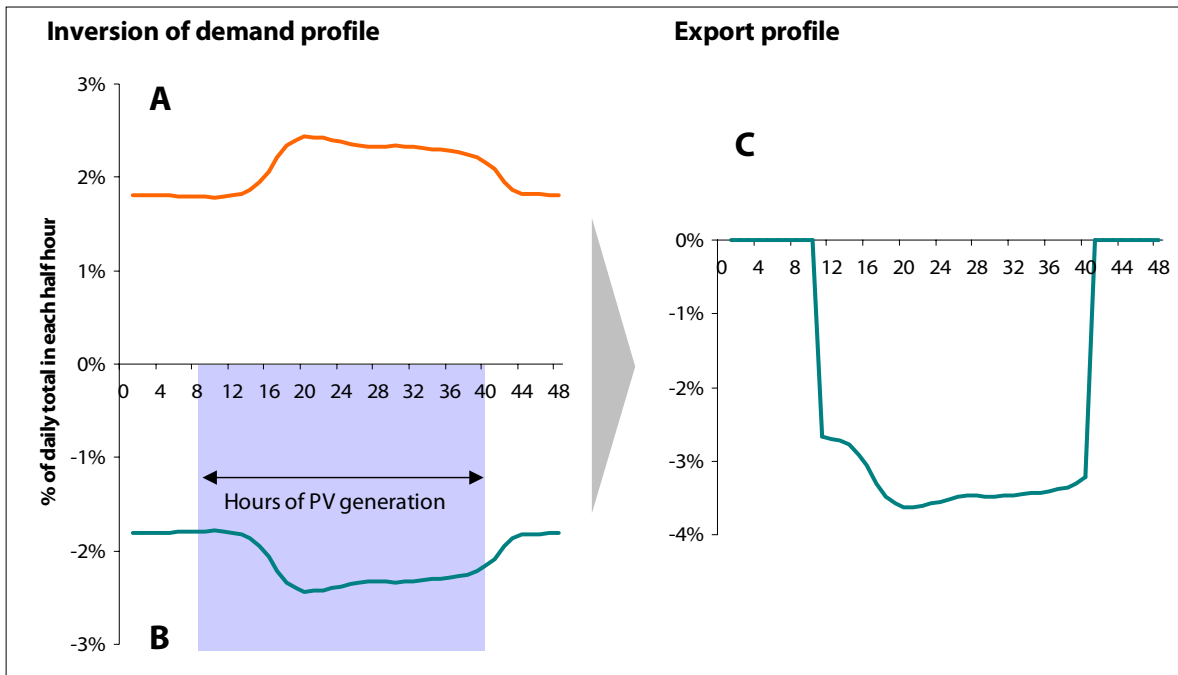 Inversion of demand profile
Export profile
% of daily total in each half hour
3%
2%
1%
0%
-1%
-2%
-3%
A
0 4 8 12 16 20 24 28 32 36 40 44 48
Hours of PV generation
B
C
0%
-1%
-2%
-3%
-4%
0 4 8 12 16 20 24 28 32 36 40 44 48